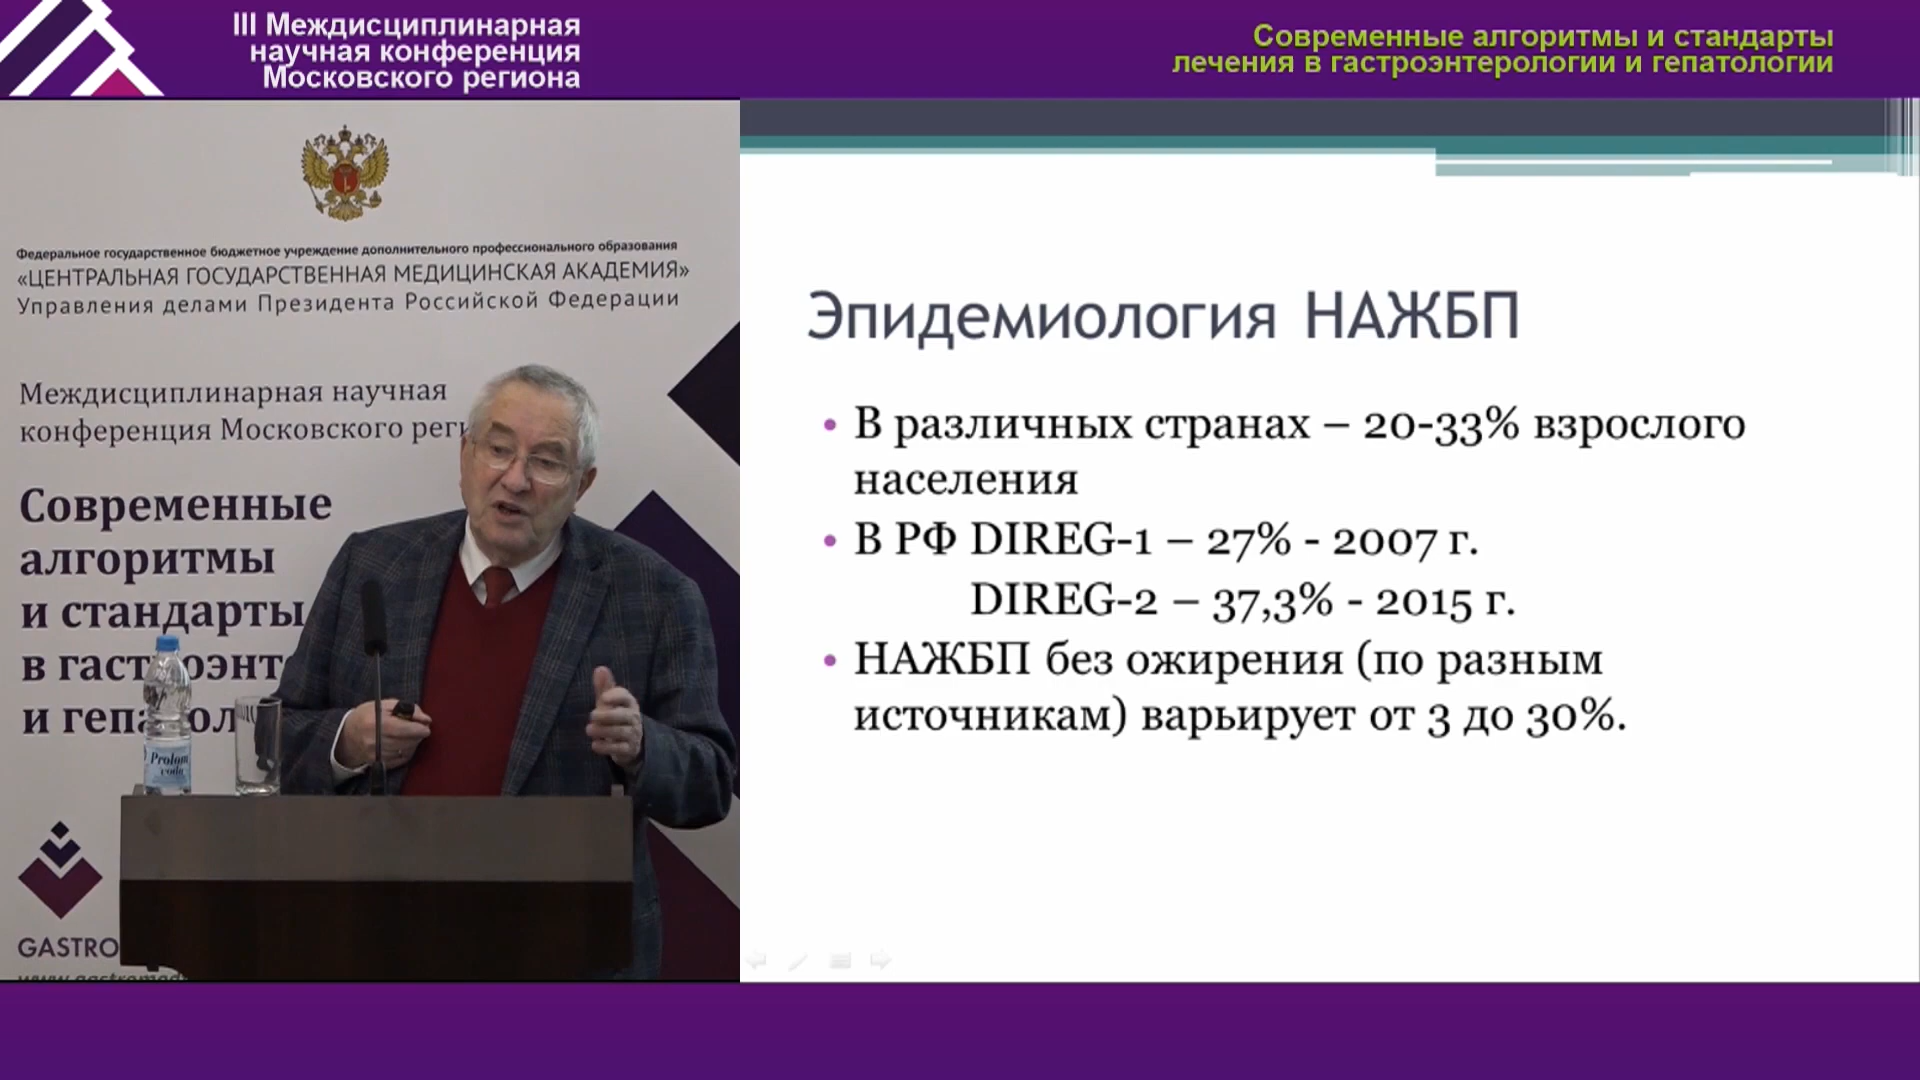 III Междисциплинарная
научная конференция
Московского региона
Современные алгоритмы и стандарты
лечения в гастроэнтерологии и гепатологии
Федеральное государственное бюджетное учреждение дополнительного профессионального образования
«ЦЕНТРАЛЬНАЯ ГОСУДАРСТВЕННАЯ МЕДИЦИНСКАЯ АКАДЕМИЯ»
Управления делами Президента Российской Федерации
Междисциплинарная научная
конференция Московского
Современные
алгоритмы
и стандарты
в
и
Prolom
voda
GASTRO
Эпидемиология НАЖБП
• В различных странах – 20-33% взрослого
населения
• В РФ DIREG-1 – 27% - 2007 г.
DIREG-2 – 37,3% - 2015 г.
• НАЖБП без ожирения (по разным
источникам) варьирует от 3 до 30%.